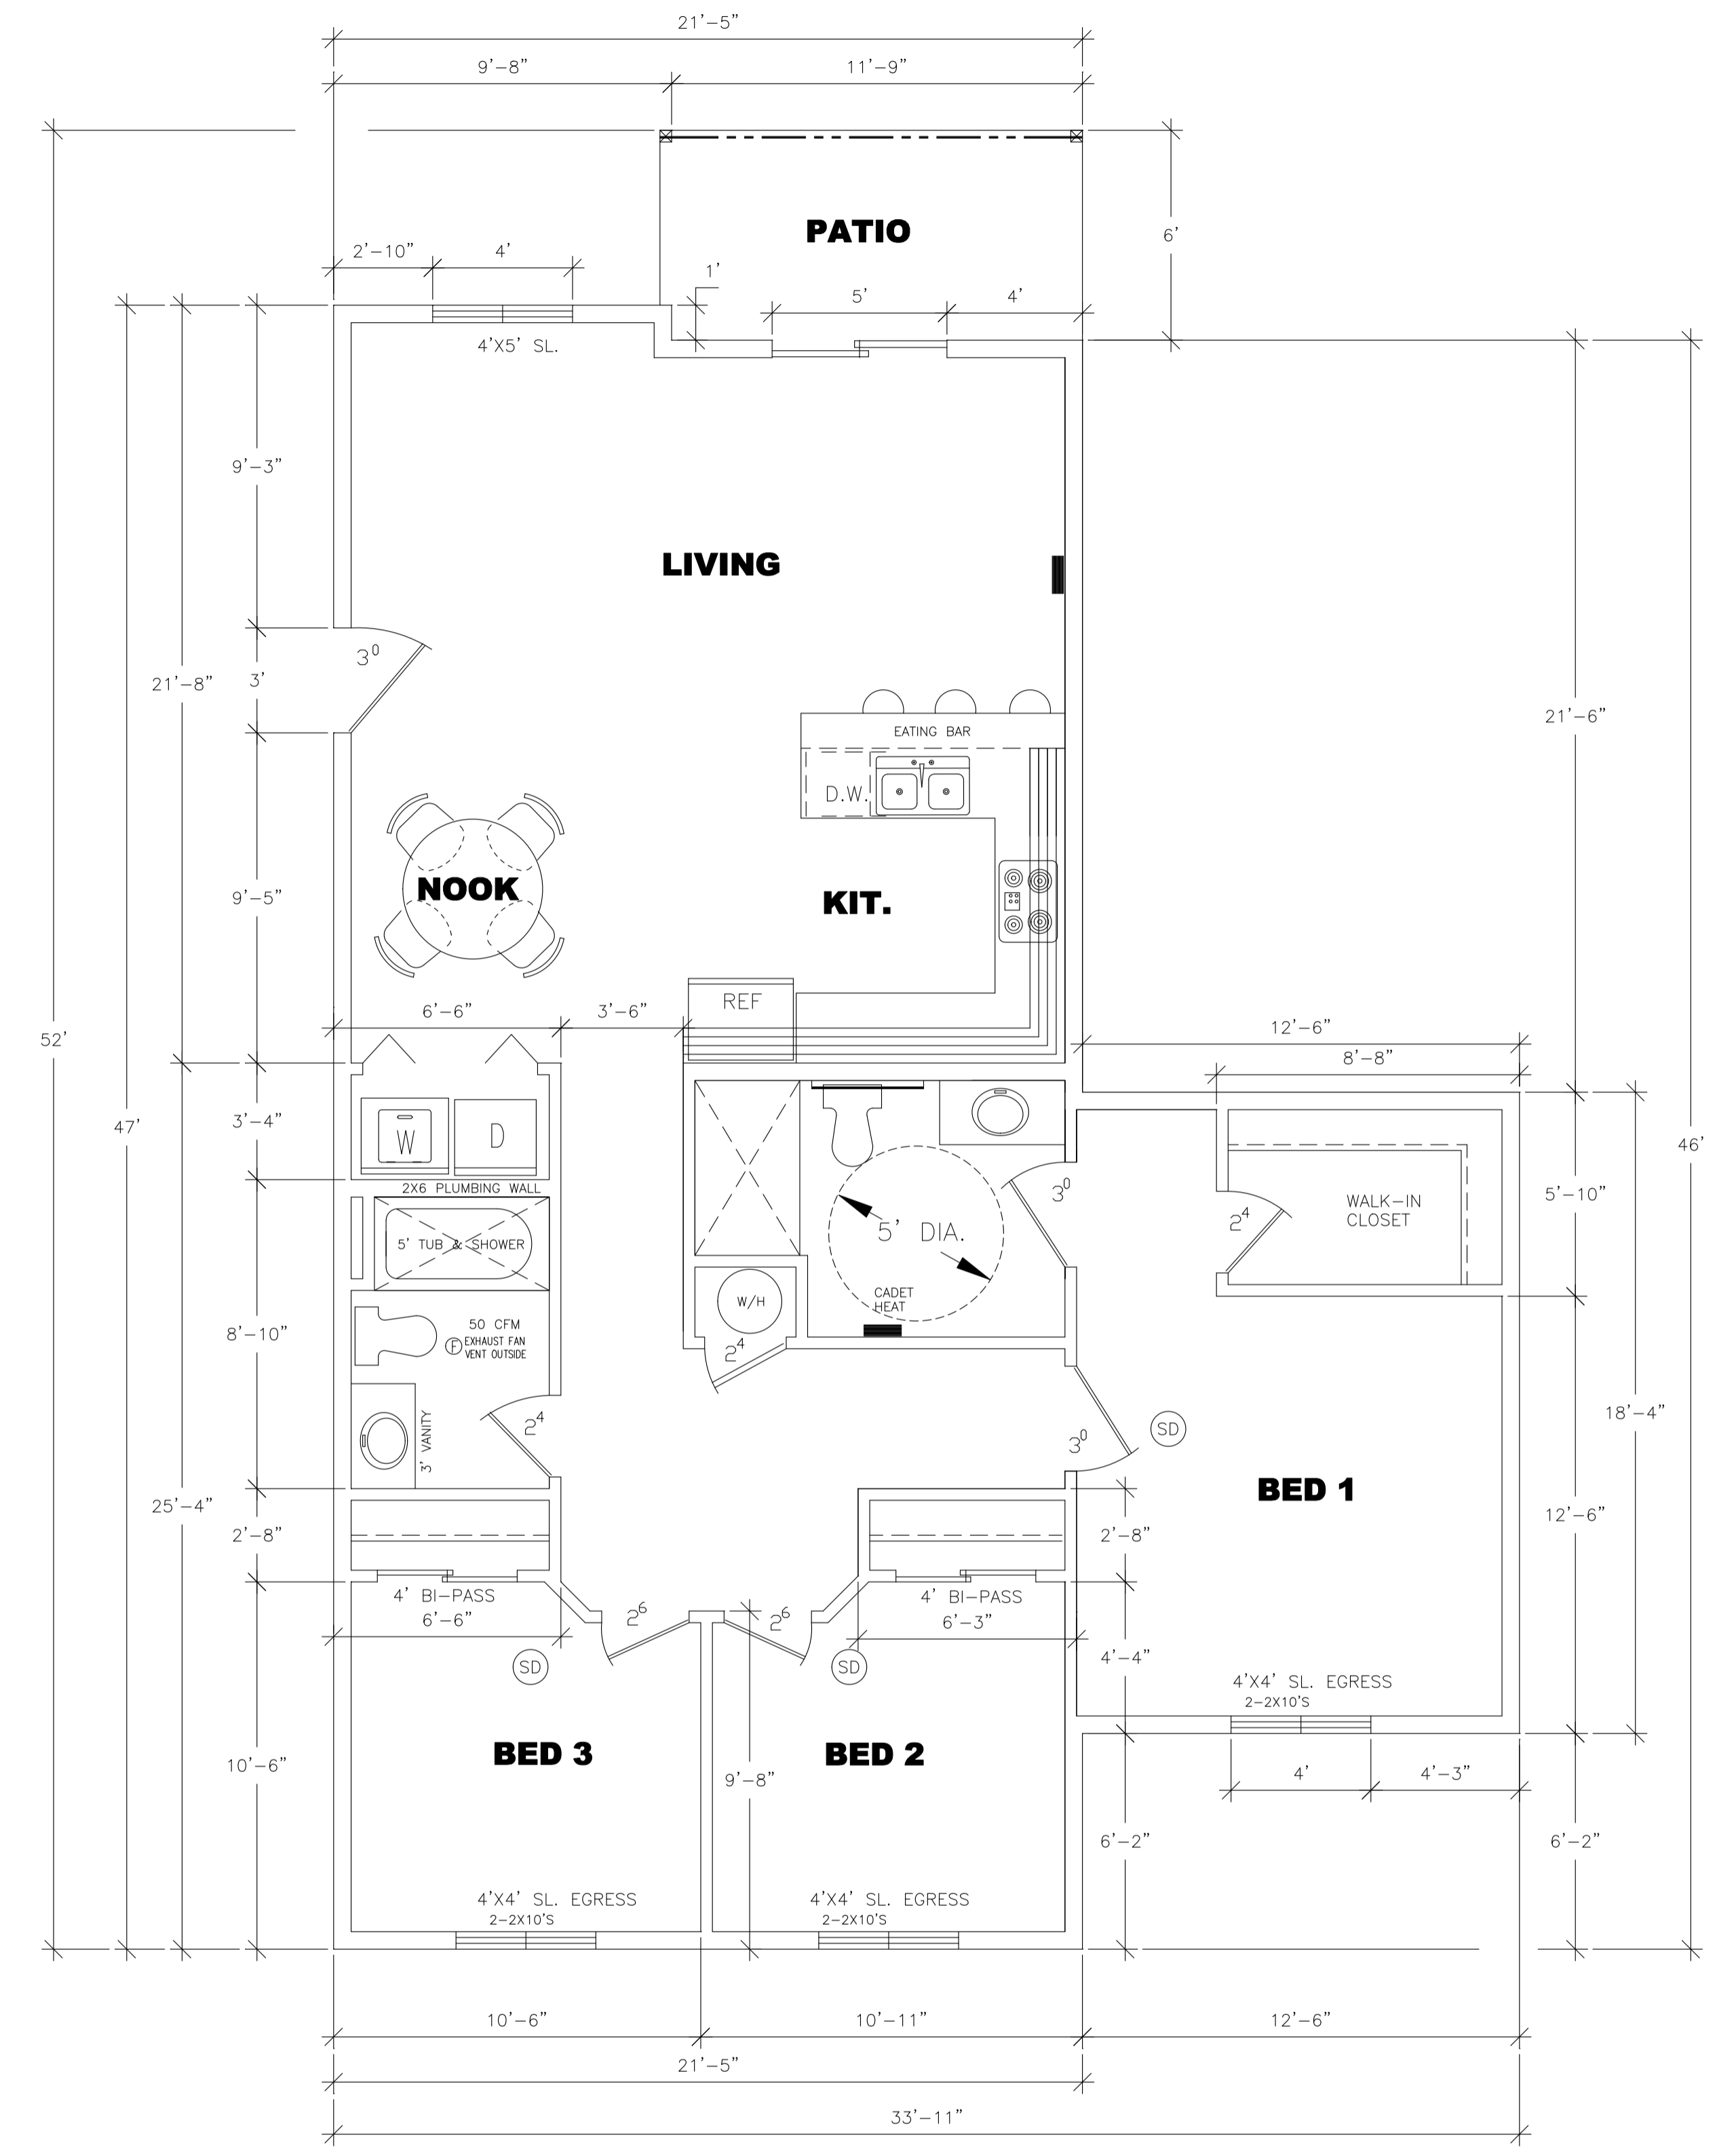 21'-5"
9'-8" 11'-9"
PATIO
6'
2'-10" 4'
1'
5' 4'
4'X5' SL.
9'-3"
LIVING
3⁰
21'-8" 3'
21'-6"
EATING BAR
D.W.
NOOK
KIT.
9'-5"
REF
6'-6" 3'-6"
52'
12'-6"
8'-8"
47'
3'-4"
W D
46'
2X6 PLUMBING WALL
3⁰
5'-10"
WALK-IN
CLOSET
2⁴
5' DIA.
5' TUB & SHOWER
CADET
HEAT
W/H
50 CFM
F EXHAUST FAN
VENT OUTSIDE
8'-10"
2⁴
2⁴
3' VANITY
3⁰
SD
18'-4"
BED 1
25'-4"
2'-8"
2'-8"
12'-6"
4' BI-PASS
6'-6"
4' BI-PASS
6'-3"
2⁶ 2⁶
SD SD
4'-4"
4'X4' SL. EGRESS
2-2X10'S
BED 3
BED 2
10'-6"
9'-8"
4' 4'-3"
6'-2"
6'-2"
4'X4' SL. EGRESS
2-2X10'S
4'X4' SL. EGRESS
2-2X10'S
10'-6" 10'-11" 12'-6"
21'-5"
33'-11"